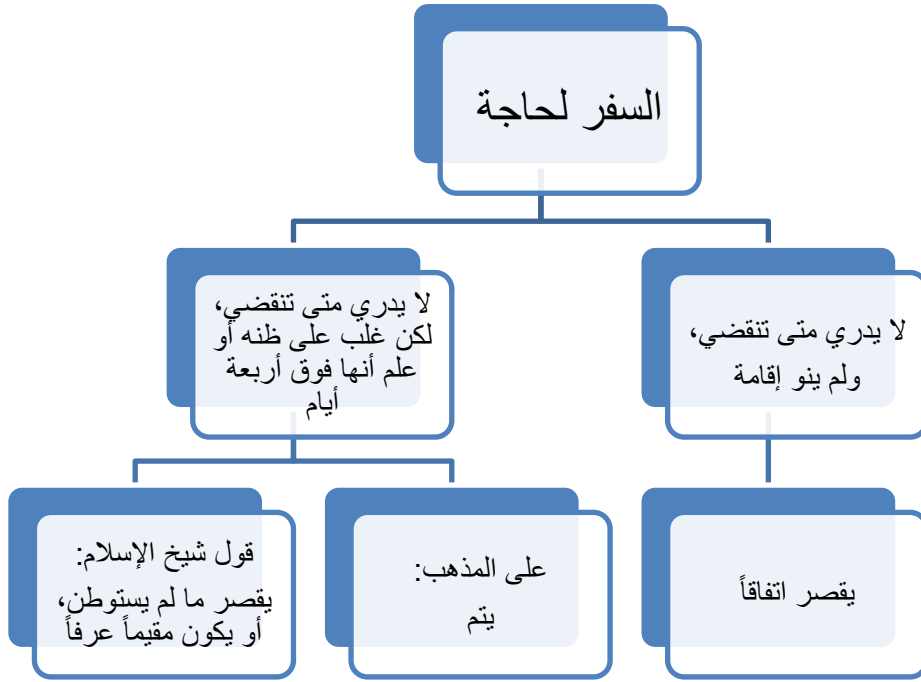 السفر لحاجة
لا يدري متى تنقضي،
ولم ينو إقامة
لا يدري متى تنقضي،
لكن غلب على ظنه أو
علم أنها فوق أربعة
أيام
يقصر اتفاقاً
على المذهب:
يتم
قول شيخ الإسلام:
يقصر ما لم يستوطن،
أو يكون مقيماً عرفاً